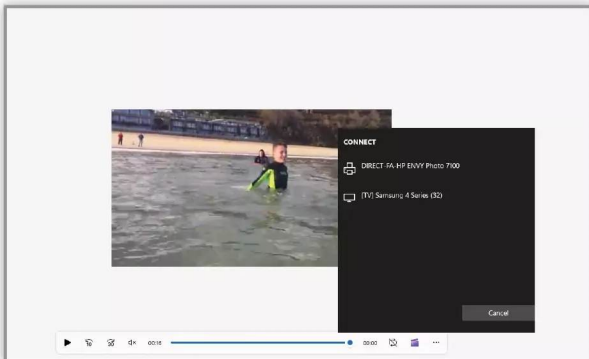 CONNECT
DIRECT-FA-HP ENVY Photo 7100
[TV] Samsung 4 Series (32)
Cancel
00:16 00:00